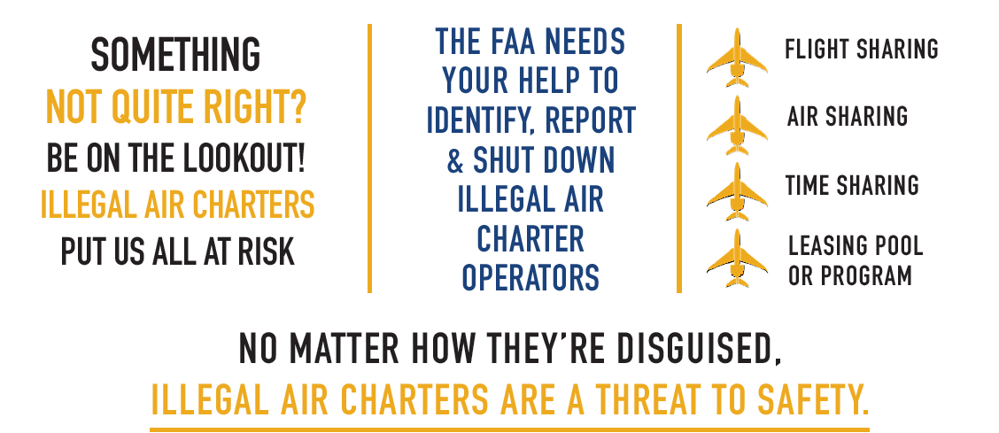 SOMETHING
NOT QUITE RIGHT?
BE ON THE LOOKOUT!
ILLEGAL AIR CHARTERS
PUT US ALL AT RISK
THE FAA NEEDS
YOUR HELP TO
IDENTIFY, REPORT
& SHUT DOWN
ILLEGAL AIR
CHARTER
OPERATORS
FLIGHT SHARING
AIR SHARING
TIME SHARING
LEASING POOL
OR PROGRAM
NO MATTER HOW THEY’RE DISGUISED,
ILLEGAL AIR CHARTERS ARE A THREAT TO SAFETY.